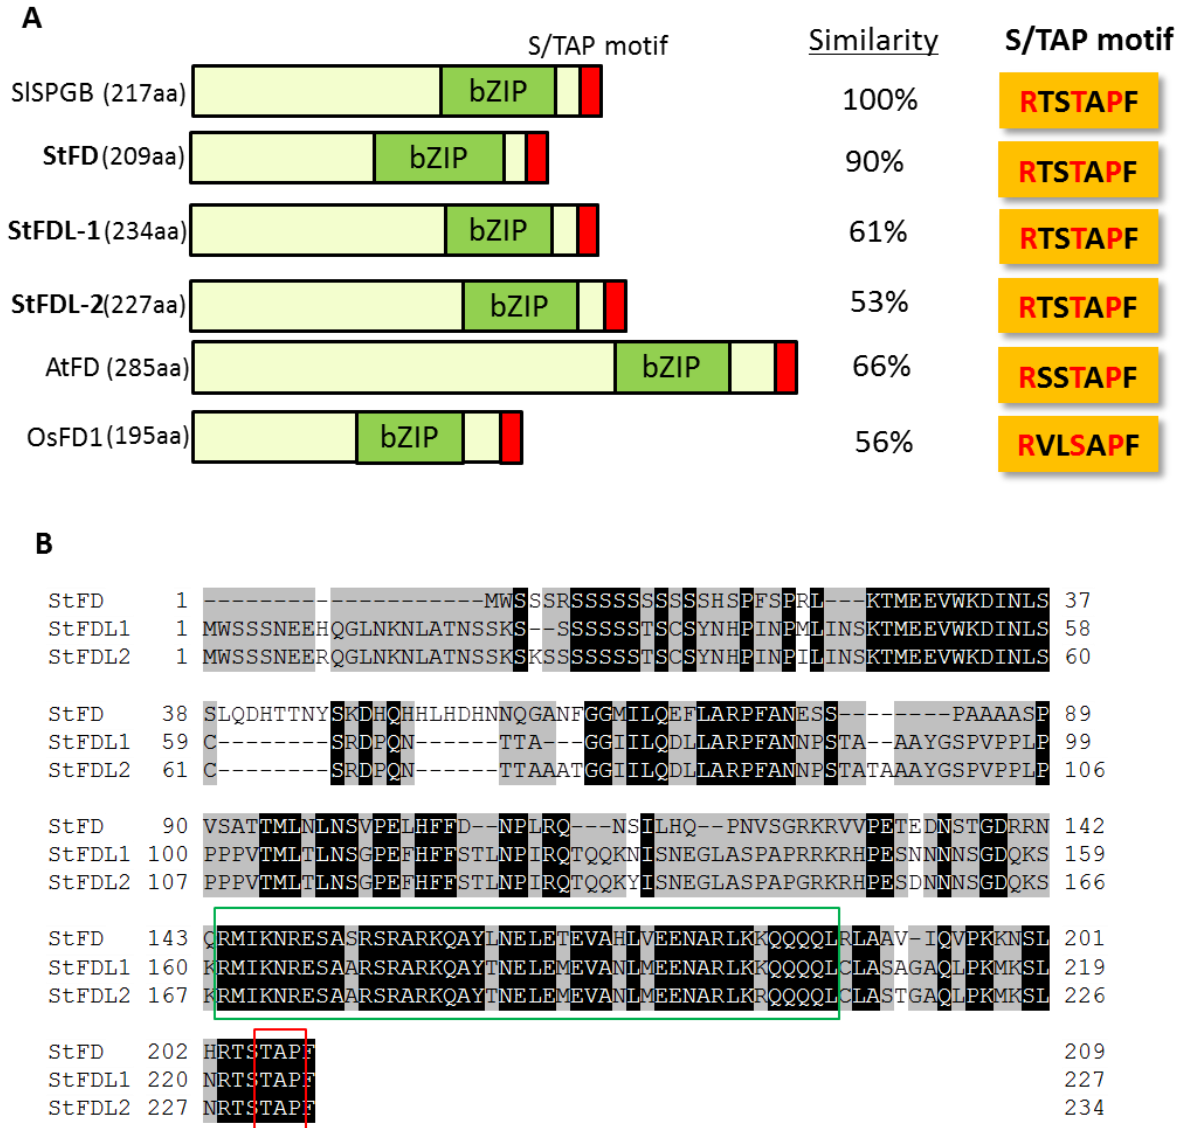 A
S/TAP motif
Similarity
S/TAP motif
SlSPGB (217aa) bZIP 100% RTSTAPF
StFD (209aa) bZIP 90% RTSTAPF
StFDL-1 (234aa) bZIP 61% RTSTAPF
StFDL-2 (227aa) bZIP 53% RTSTAPF
AtFD (285aa) bZIP 66% RSSTAPF
OsFD1 (195aa) bZIP 56% RVLSAPF
B
StFD 1 --------------------MWSSSRSSSSSSSSSSSHSPFSPRL---KTMEEVWKDINLS 37
StFDL1 1 MWSSSNEEHQGLNKNLATNSSKS--SSSSSSSTSCSYNHPINPMLINSKTMEEVWKDINLS 58
StFDL2 1 MWSSSNEERQGLNKNLATNSSKSKSSSSSSSSTSCSYNHPINPILINSKTMEEVWKDINLS 60
StFD 38 SLQDHTTNYSKDHQHHLHDHNNQGANFGGMILQEFLARPFANESS--------PAAAASP 89
StFDL1 59 C--------SRDPQN------TTA---GGIILQDLLARPFANNPSTA--AAYGSPVPPLP 99
StFDL2 61 C--------SRDPQN------TTAAATGGIILQDLLARPFANNPSTATAAAYGSPVPPLP 106
StFD 90 VSATTMLNLNSVPELHFFD--NPLRQ---NSILHQ--PNVSGRKRVVPETEDNSTGDRRN 142
StFDL1 100 PPPVTMLTLNSGPEFHFFSTLNPIRQTQQKNISNEGLASPAPRRKRHPESNNNNSGDQKS 159
StFDL2 107 PPPVTMLTLNSGPEFHFFSTLNPIRQTQQKYISNEGLASPAPGRKRHPESDNNNSGDQKS 166
StFD 143 QRMIKNRESASRSRARKQAYLNELETEVAHLVEENARLKKQQQQLRLAAV-IQVPKKNSL 201
StFDL1 160 KRMIKNRESAARSRARKQAYTNELEMEVANLMEENARLKKQQQQLCLASAGAQLPKMKSL 219
StFDL2 167 KRMIKNRESAARSRARKQAYTNELEMEVANLMEENARLKRQQQQLCLASTGAQLPKMKSL 226
StFD 202 HRTSTAPF 209
StFDL1 220 NRTSTAPF 227
StFDL2 227 NRTSTAPF 234